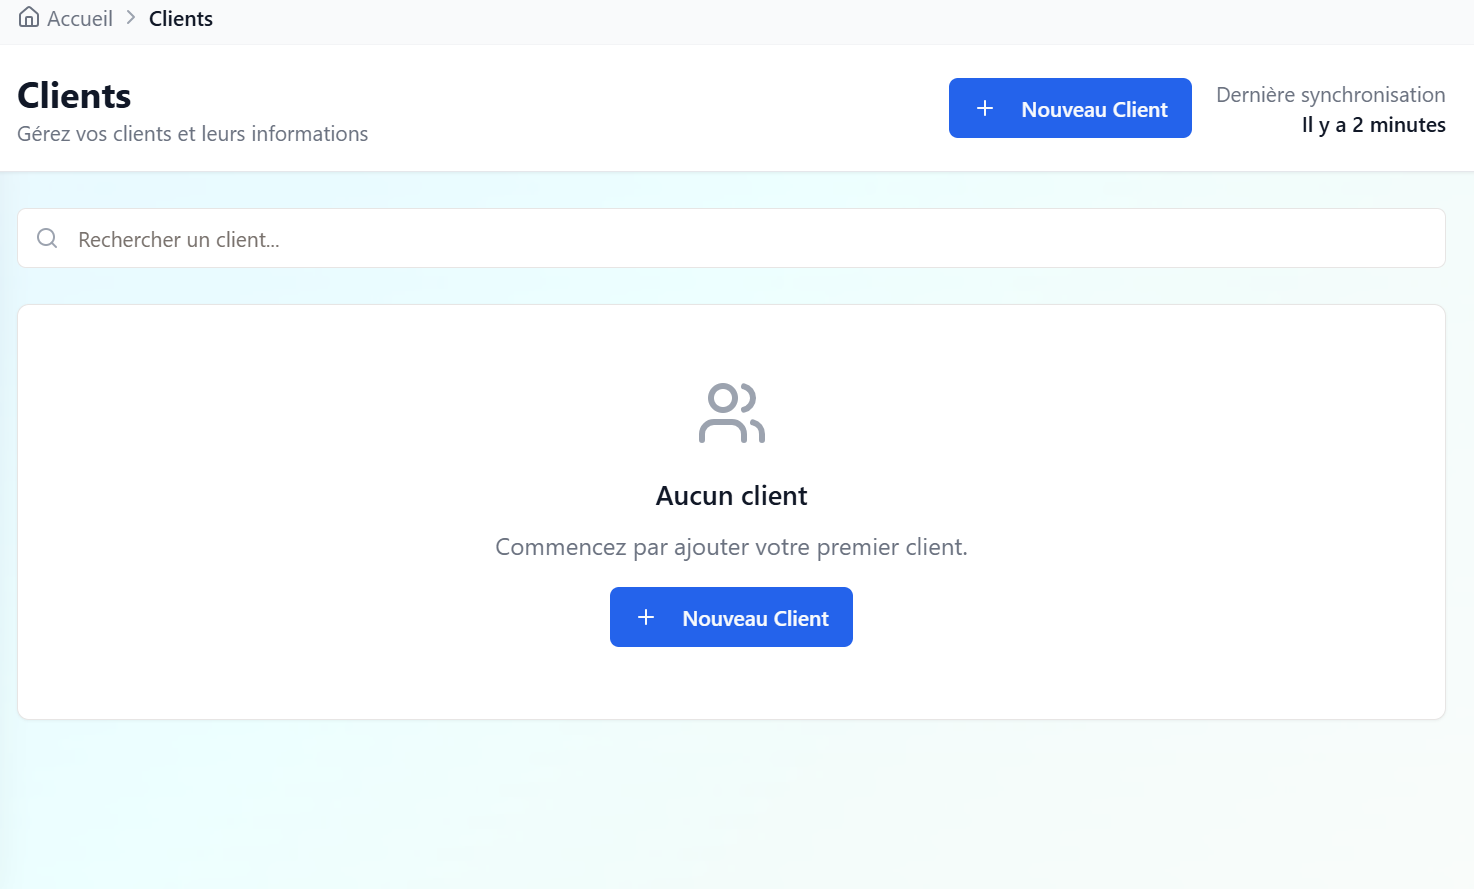 Accueil > Clients
Clients
Gérez vos clients et leurs informations
Nouveau Client
Dernière synchronisation
Il y a 2 minutes
Rechercher un client...
Aucun client
Commencez par ajouter votre premier client.
Nouveau Client